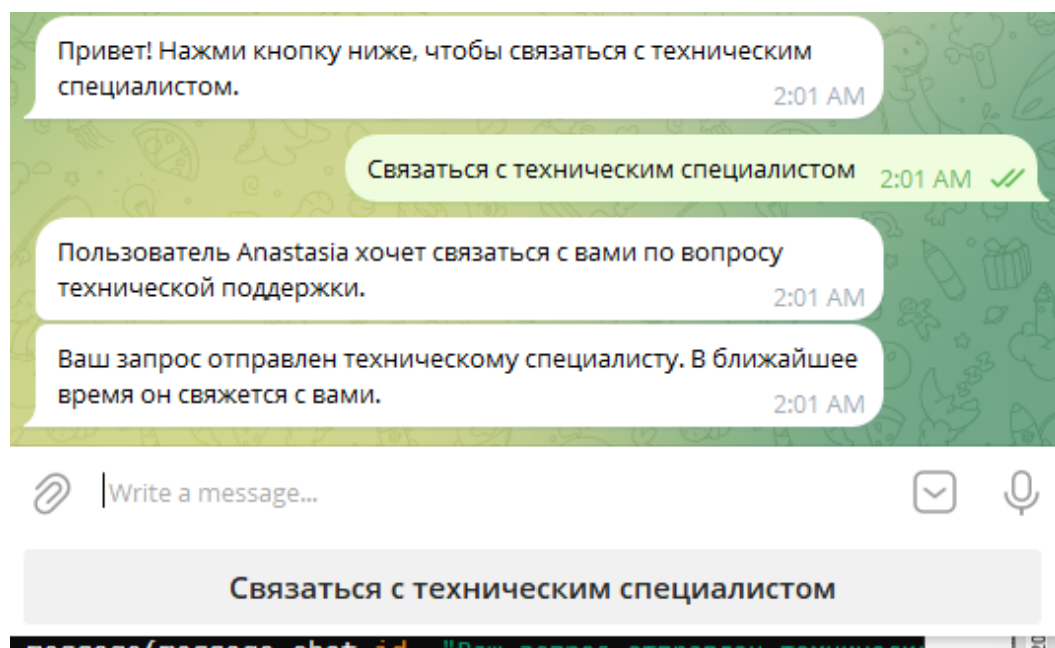 Привет! Нажми кнопку ниже, чтобы связаться с техническим
специалистом.
2:01 AM
Связаться с техническим специалистом 2:01 AM
Пользователь Anastasia хочет связаться с вами по вопросу
технической поддержки.
2:01 AM
Ваш запрос отправлен техническому специалисту. В ближайшее
время он свяжется с вами.
2:01 AM
Write a message...
Связаться с техническим специалистом